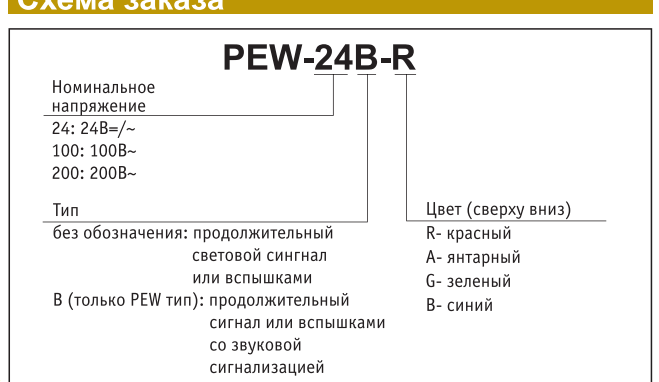 Схема заказа
PEW-24B-R
Номинальное
напряжение
24: 24В=/~
100: 100В~
200: 200В~
Тип
без обозначения: продолжительный
световой сингнал
или вспышками
В (только PEW тип): продолжительный
сигнал или вспышками
со звуковой
сигнализацией
Цвет (сверху вниз)
R- красный
A- янтарный
G- зеленый
B- синий